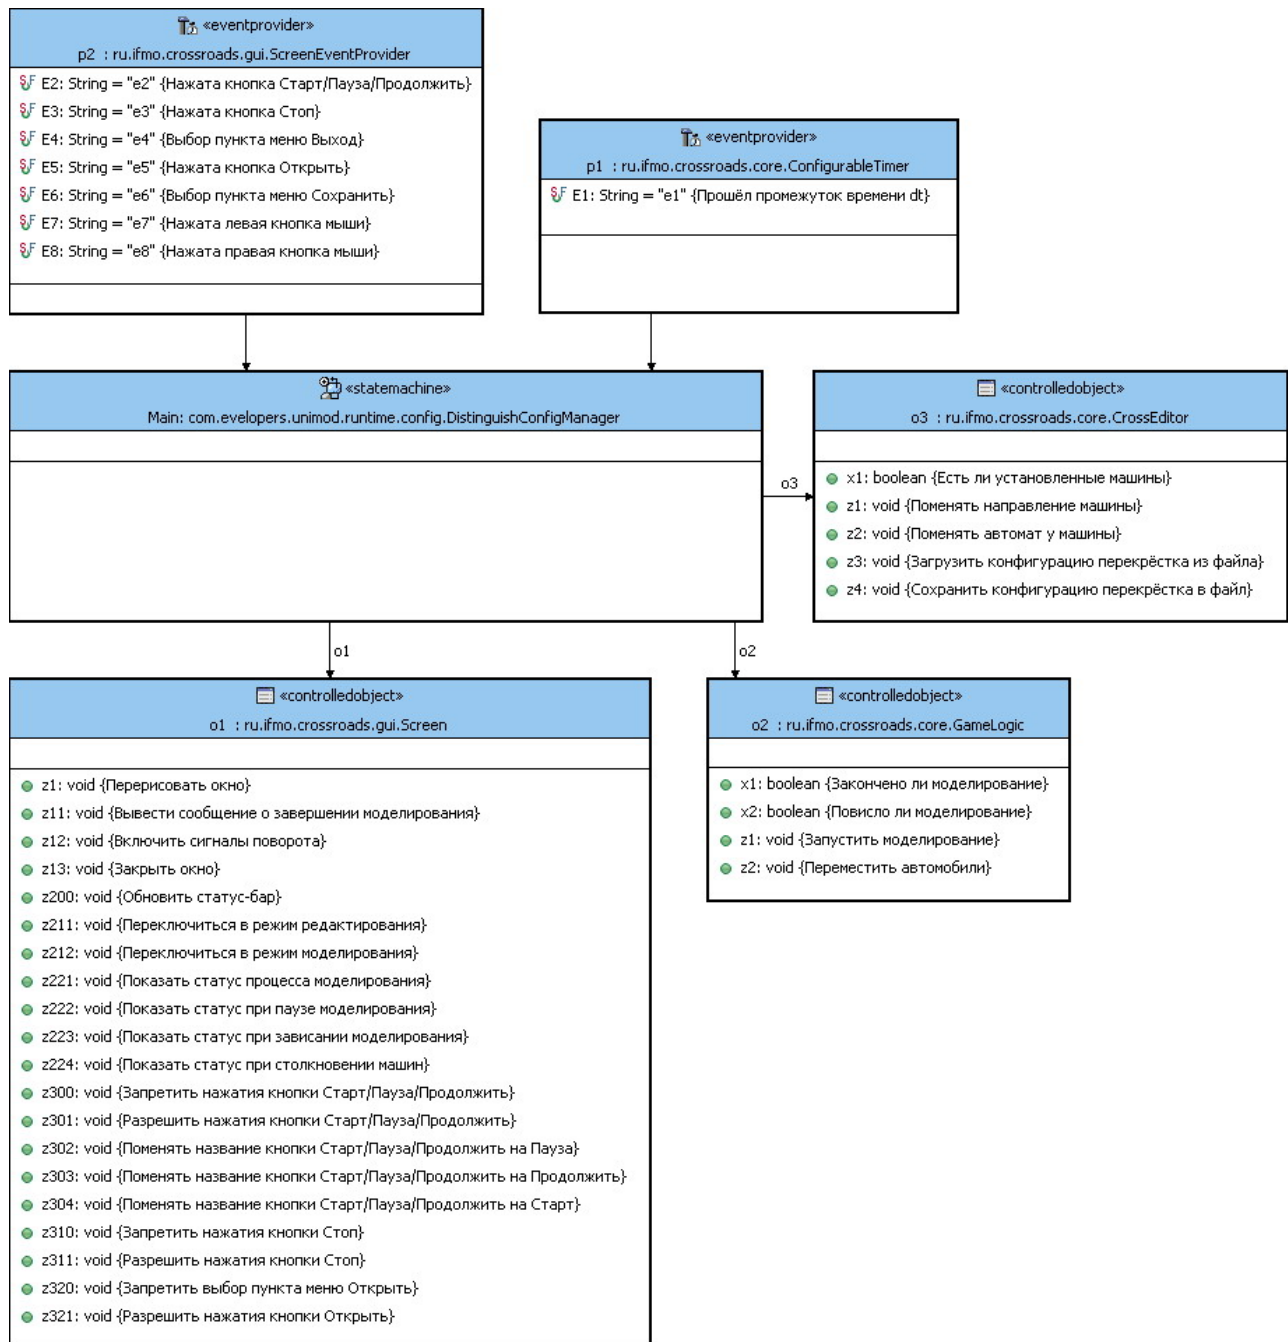 «eventprovider»
p2 : ru.ifmo.crossroads.gui.ScreenEventProvider
E2: String = "e2" {Нажата кнопка Старт/Пауза/Продолжить}
E3: String = "e3" {Нажата кнопка Стоп}
E4: String = "e4" {Выбор пункта меню Выход}
E5: String = "e5" {Нажата кнопка Открыть}
E6: String = "e6" {Выбор пункта меню Сохранить}
E7: String = "e7" {Нажата левая кнопка мыши}
E8: String = "e8" {Нажата правая кнопка мыши}
«eventprovider»
p1 : ru.ifmo.crossroads.core.ConfigurableTimer
E1: String = "e1" {Прошёл промежуток времени dt}
«statemachine»
Main: com.evelopers.unimod.runtime.config.DistinguishConfigManager
o3
«controlledobject»
o3 : ru.ifmo.crossroads.core.CrossEditor
x1: boolean {Есть ли установленные машины}
z1: void {Поменять направление машины}
z2: void {Поменять автомат у машины}
z3: void {Загрузить конфигурацию перекрёстка из файла}
z4: void {Сохранить конфигурацию перекрёстка в файл}
o1
o2
«controlledobject»
o1 : ru.ifmo.crossroads.gui.Screen
z1: void {Перерисовать окно}
z11: void {Вывести сообщение о завершении моделирования}
z12: void {Включить сигналы поворота}
z13: void {Закрыть окно}
z200: void {Обновить статус-бар}
z211: void {Переключиться в режим редактирования}
z212: void {Переключиться в режим моделирования}
z221: void {Показать статус процесса моделирования}
z222: void {Показать статус при паузе моделирования}
z223: void {Показать статус при зависании моделирования}
z224: void {Показать статус при столкновении машин}
z300: void {Запретить нажатия кнопки Старт/Пауза/Продолжить}
z301: void {Разрешить нажатия кнопки Старт/Пауза/Продолжить}
z302: void {Поменять название кнопки Старт/Пауза/Продолжить на Пауза}
z303: void {Поменять название кнопки Старт/Пауза/Продолжить на Продолжить}
z304: void {Поменять название кнопки Старт/Пауза/Продолжить на Старт}
z310: void {Запретить нажатия кнопки Стоп}
z311: void {Разрешить нажатия кнопки Стоп}
z320: void {Запретить выбор пункта меню Открыть}
z321: void {Разрешить нажатия кнопки Открыть}
«controlledobject»
o2 : ru.ifmo.crossroads.core.GameLogic
x1: boolean {Закончено ли моделирование}
x2: boolean {Повисло ли моделирование}
z1: void {Запустить моделирование}
z2: void {Переместить автомобили}